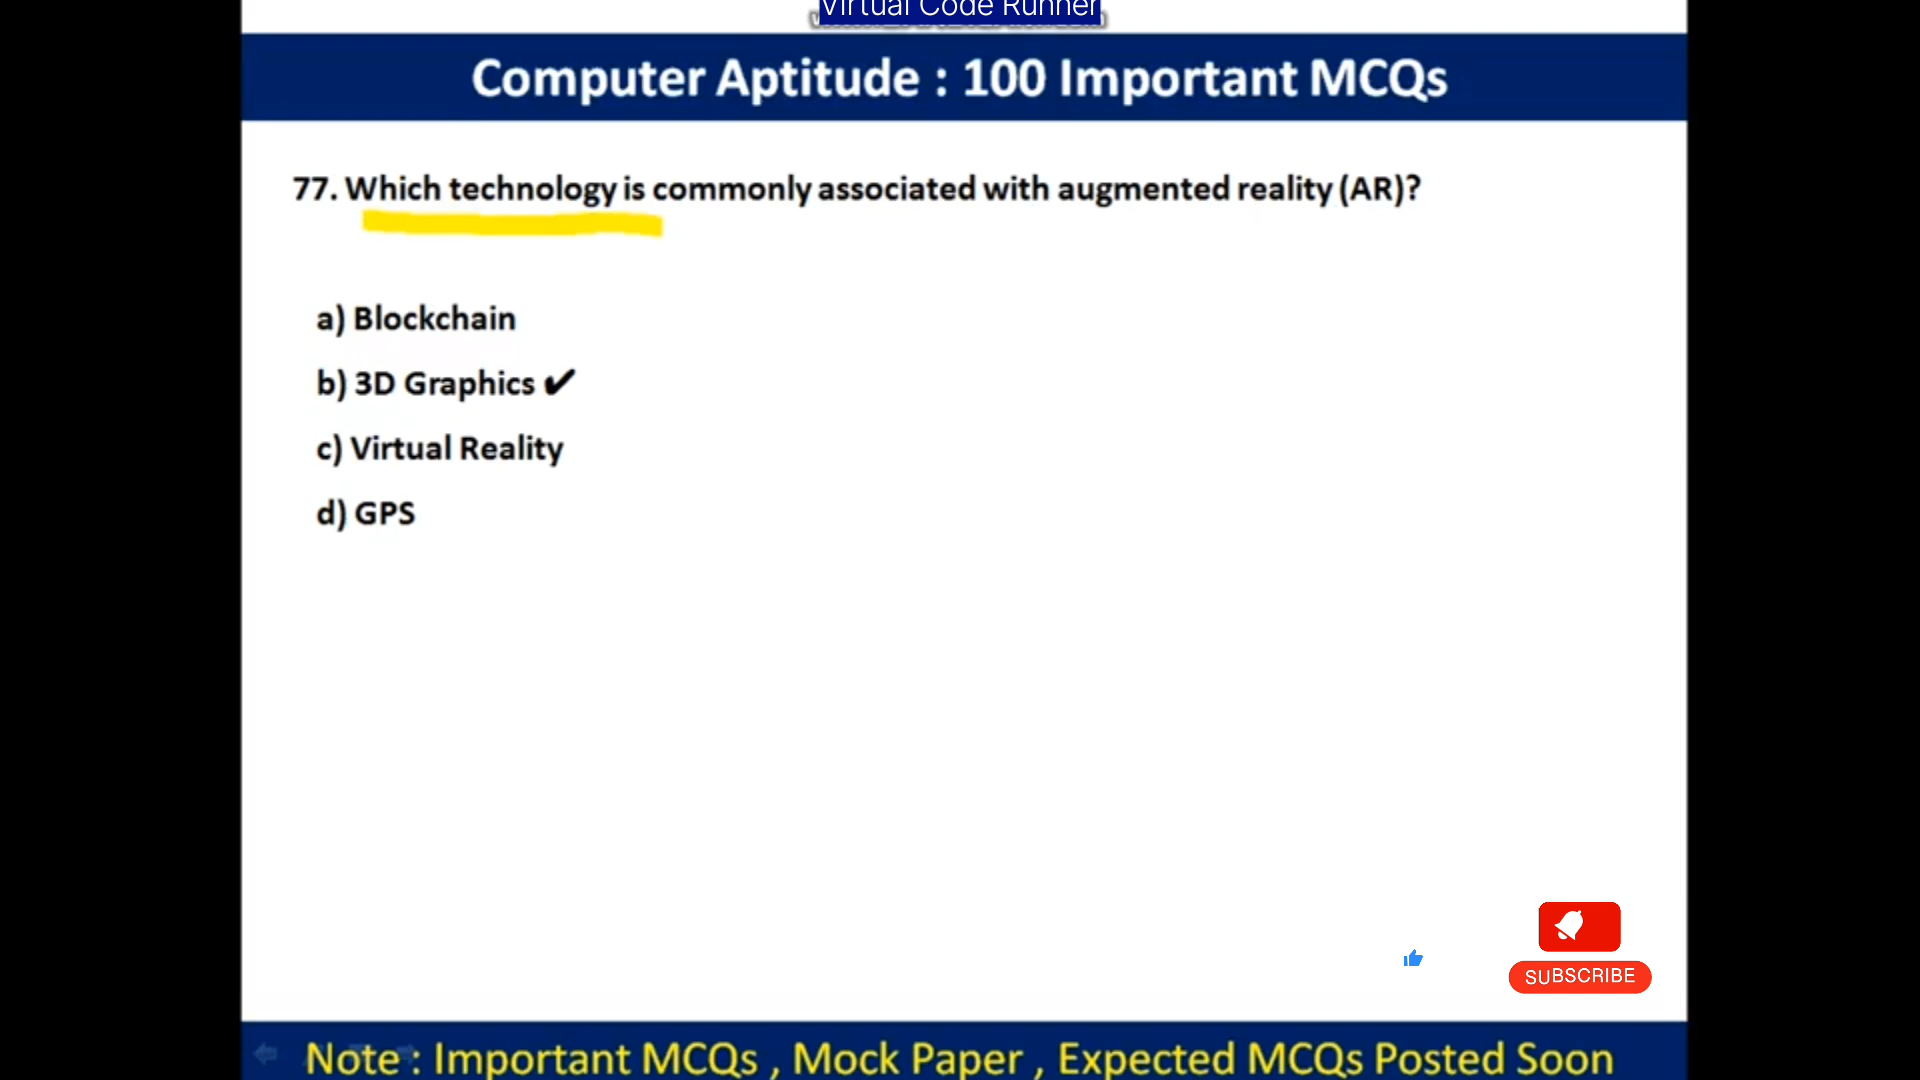 Virtual Code Runner
Computer Aptitude : 100 Important MCQs
77. Which technology is commonly associated with augmented reality (AR)?
a) Blockchain
b) 3D Graphics ✔
c) Virtual Reality
d) GPS
SUBSCRIBE
Note : Important MCQs , Mock Paper , Expected MCQs Posted Soon